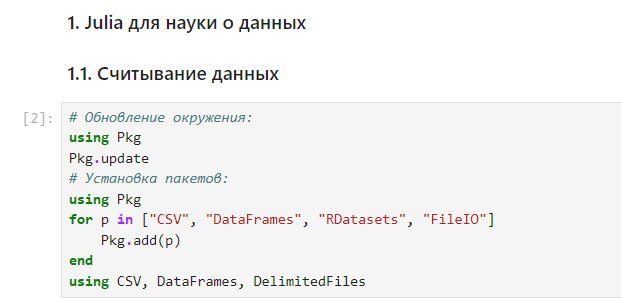 1. Julia для науки о данных
1.1. Считывание данных
[2]: # Обновление окружения:
using Pkg
Pkg.update
# Установка пакетов:
using Pkg
for p in ["CSV", "DataFrames", "RDatasets", "FileIO"]
    Pkg.add(p)
end
using CSV, DataFrames, DelimitedFiles